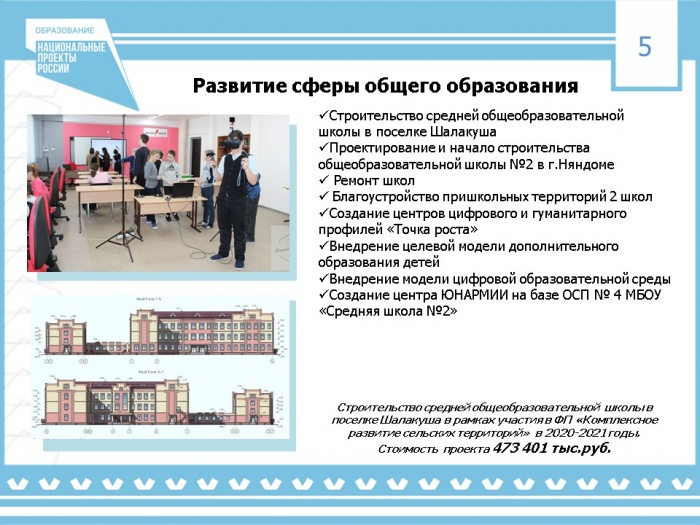 ОБРАЗОВАНИЕ
НАЦИОНАЛЬНЫЕ
ПРОЕКТЫ
РОССИИ
5
Развитие сферы общего образования
✓Строительство средней общеобразовательной
школы в поселке Шалакуша
✓Проектирование и начало строительства
общеобразовательной школы №2 в г.Няндоме
✓ Ремонт школ
✓ Благоустройство пришкольных территорий 2 школ
✓Создание центров цифрового и гуманитарного
профилей «Точка роста»
✓Внедрение целевой модели дополнительного
образования детей
✓Внедрение модели цифровой образовательной среды
✓Создание центра ЮНАРМИИ на базе ОСП № 4 МБОУ
«Средняя школа №2»
Строительство средней общеобразовательной школы в
поселке Шалакуша в рамках участия в ФП «Комплексное
развитие сельских территорий» в 2020-2021 годы.
Стоимость проекта 473 401 тыс.руб.